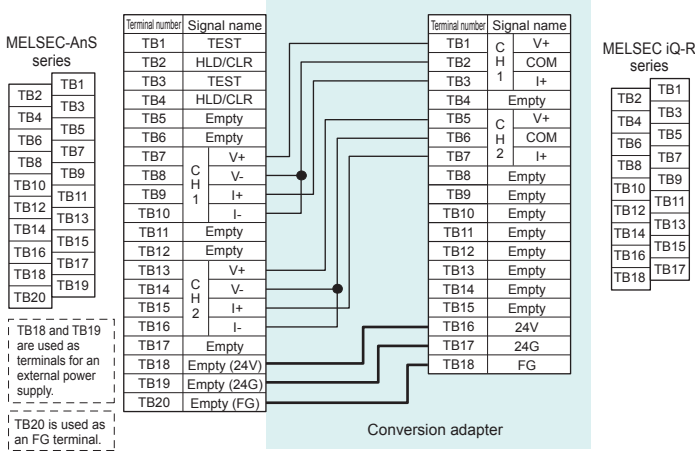 MELSEC-AnS
series
TB2
TB4
TB6
TB8
TB10
TB12
TB14
TB16
TB18
TB20
TB1
TB3
TB5
TB7
TB9
TB11
TB13
TB15
TB17
TB19
TB18 and TB19
are used as
terminals for an
external power
supply.
TB20 is used as
an FG terminal.
Terminal number Signal name
TB1 TEST
TB2 HLD/CLR
TB3 TEST
TB4 HLD/CLR
TB5 Empty
TB6 Empty
CH1
TB7 V+
TB8 V-
TB9 I+
TB10 I-
TB11 Empty
TB12 Empty
CH2
TB13 V+
TB14 V-
TB15 I+
TB16 I-
TB17 Empty
TB18 Empty (24V)
TB19 Empty (24G)
TB20 Empty (FG)
Conversion adapter
Terminal number Signal name
CH1
TB1 V+
TB2 COM
TB3 I+
TB4 Empty
CH2
TB5 V+
TB6 COM
TB7 I+
TB8 Empty
TB9 Empty
TB10 Empty
TB11 Empty
TB12 Empty
TB13 Empty
TB14 Empty
TB15 Empty
TB16 24V
TB17 24G
TB18 FG
MELSEC iQ-R
series
TB2
TB4
TB6
TB8
TB10
TB12
TB14
TB16
TB18
TB1
TB3
TB5
TB7
TB9
TB11
TB13
TB15
TB17